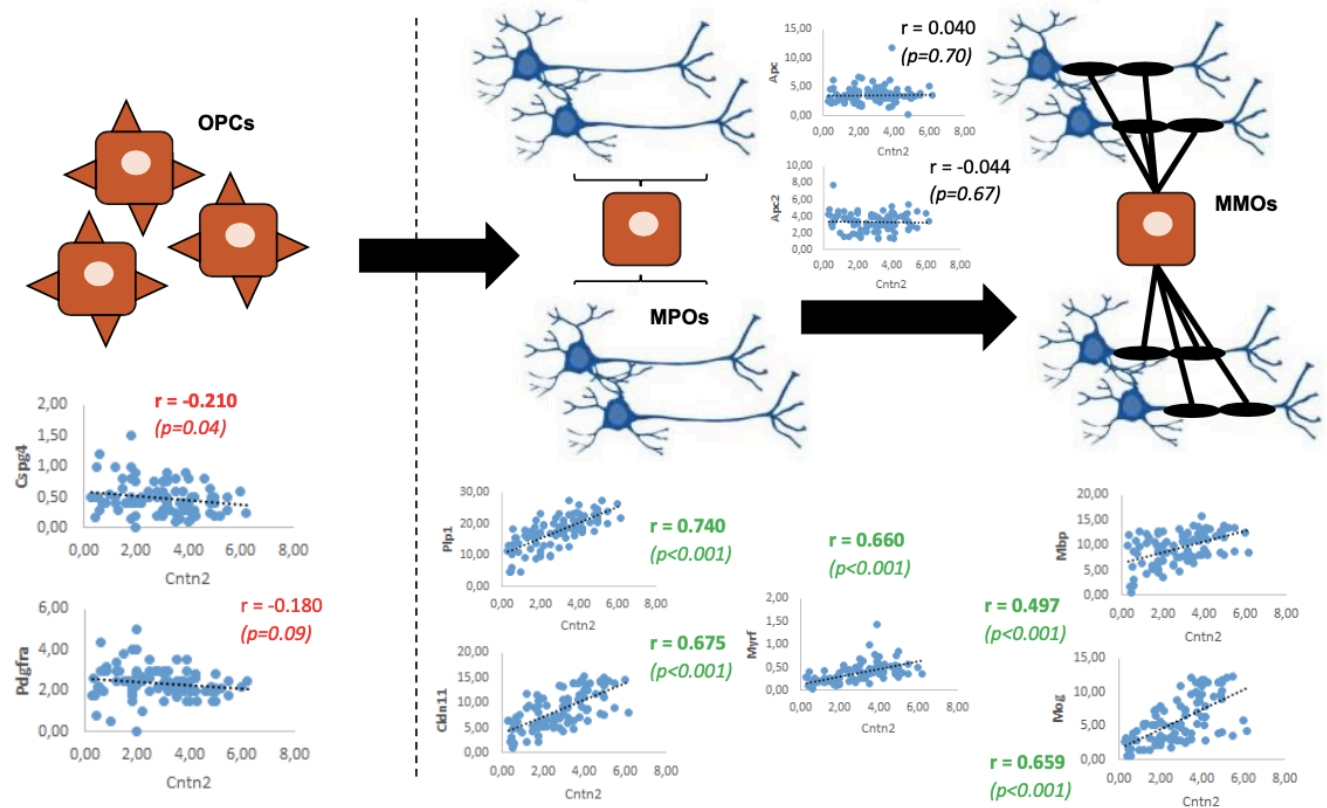 OPCs
r = -0.210
(p=0.04)
2,00
1,50
1,00
0,50
0,00
Cspg4
0,00 2,00 4,00 6,00 8,00
Cntn2
r = -0.180
(p=0.09)
6,00
4,00
2,00
0,00
Pdgfra
0,00 2,00 4,00 6,00 8,00
Cntn2
MPOs
r = 0.040
(p=0.70)
15,00
10,00
5,00
0,00
Apc
0,00 2,00 4,00 6,00 8,00
Cntn2
r = -0.044
(p=0.67)
10,00
8,00
6,00
4,00
2,00
0,00
Apc2
0,00 2,00 4,00 6,00 8,00
Cntn2
MMOs
30,00
20,00
10,00
0,00
Plp1
0,00 2,00 4,00 6,00 8,00
Cntn2
r = 0.740
(p<0.001)
r = 0.675
(p<0.001)
20,00
15,00
10,00
5,00
0,00
Ckln11
0,00 2,00 4,00 6,00 8,00
Cntn2
r = 0.660
(p<0.001)
2,00
1,50
1,00
0,50
0,00
Myrf
0,00 2,00 4,00 6,00 8,00
Cntn2
20,00
15,00
10,00
5,00
0,00
Mbp
0,00 2,00 4,00 6,00 8,00
Cntn2
r = 0.497
(p<0.001)
15,00
10,00
5,00
0,00
Mog
0,00 2,00 4,00 6,00 8,00
Cntn2
r = 0.659
(p<0.001)